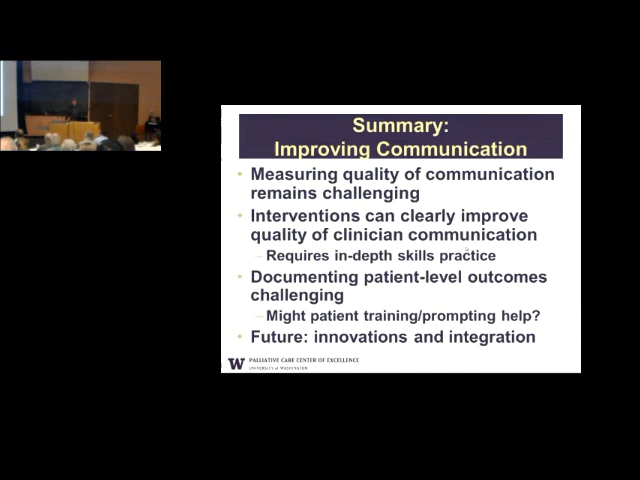 Summary:
Improving Communication
• Measuring quality of communication
remains challenging
• Interventions can clearly improve
quality of clinician communication
– Requires in-depth skills practice
• Documenting patient-level outcomes
challenging
– Might patient training/prompting help?
• Future: innovations and integration
W PALLIATIVE CARE CENTER OF EXCELLENCE
UNIVERSITY OF WASHINGTON